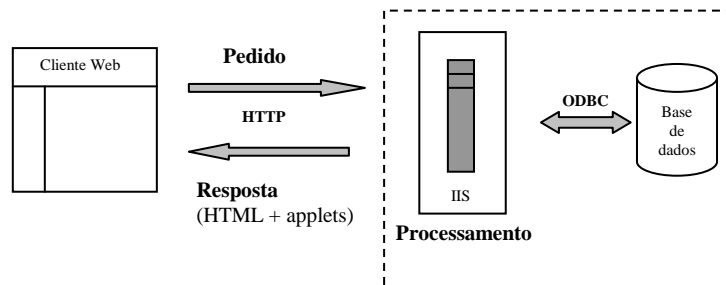 Cliente Web
Pedido
HTTP
Resposta
(HTML + applets)
IIS
Processamento
ODBC
Base
de
dados